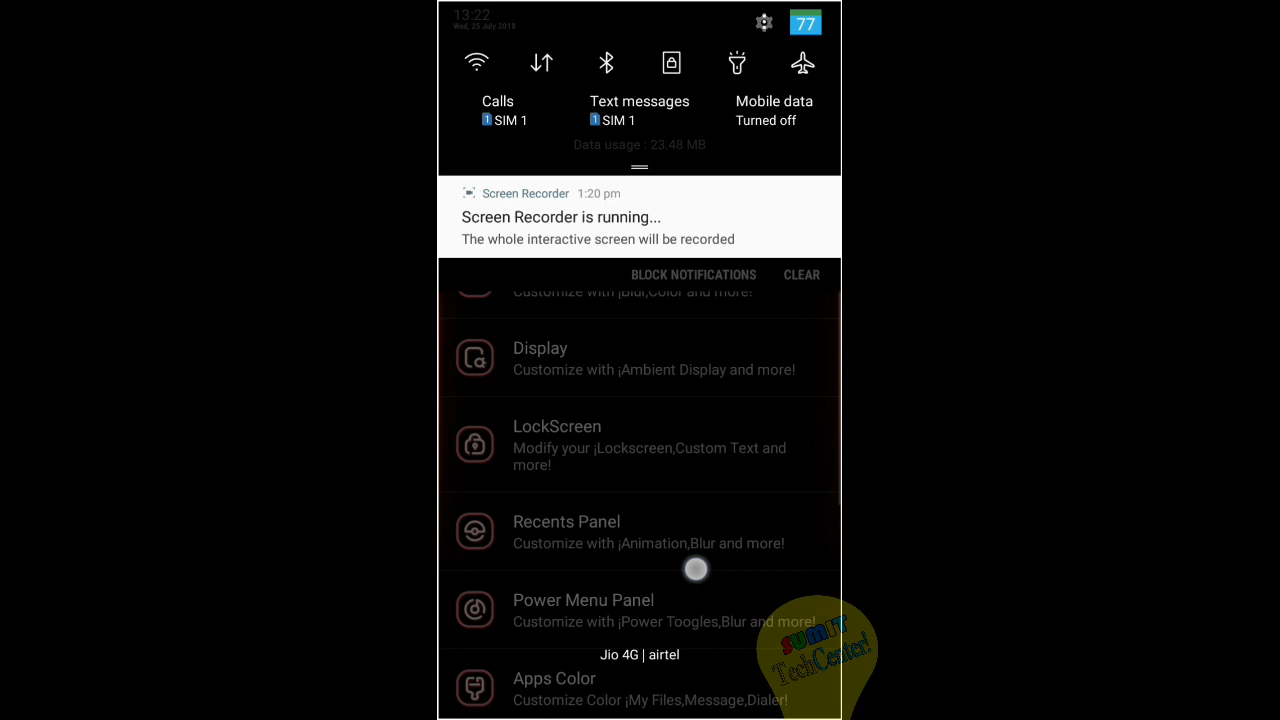 13:22
Wed, 25 July 2018
77
Calls
Text messages
Mobile data
1 SIM 1
1 SIM 1
Turned off
Data usage : 23.48 MB
Screen Recorder 1:20 pm
Screen Recorder is running...
The whole interactive screen will be recorded
BLOCK NOTIFICATIONS CLEAR
Customize with ¡Blur,Color and more!
Display
Customize with ¡Ambient Display and more!
LockScreen
Modify your ¡Lockscreen,Custom Text and
more!
Recents Panel
Customize with ¡Animation,Blur and more!
Power Menu Panel
Customize with ¡Power Toogles,Blur and more!
SUMIT
TechCenter!
Jio 4G | airtel
Apps Color
Customize Color ¡My Files,Message,Dialer!